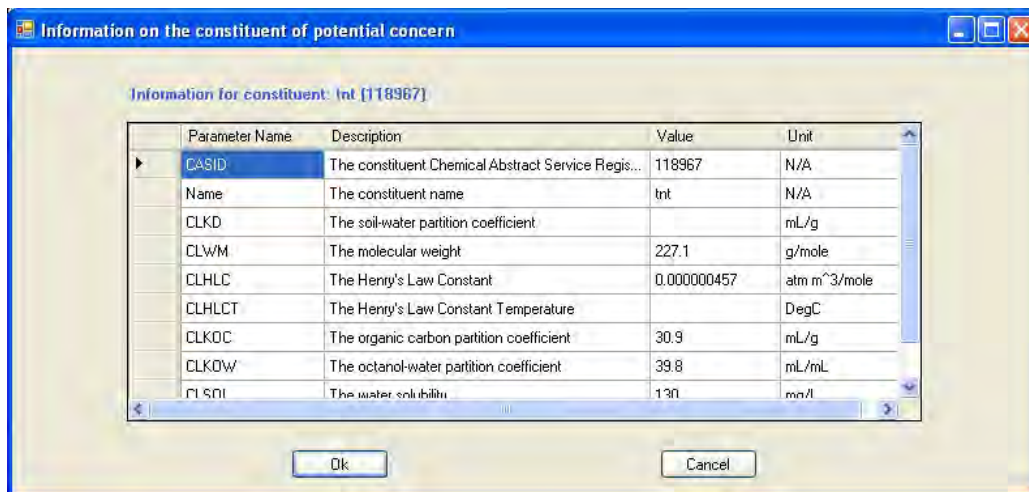 Information on the constituent of potential concern
Information for constituent: tnt (118967)
Parameter Name Description Value Unit
CASID The constituent Chemical Abstract Service Regis... 118967 N/A
Name The constituent name tnt N/A
CLKD The soil-water partition coefficient mL/g
CLWM The molecular weight 227.1 g/mole
CLHLC The Henry's Law Constant 0.000000457 atm m^3/mole
CLHLCT The Henry's Law Constant Temperature DegC
CLKOC The organic carbon partition coefficient 30.9 mL/g
CLKOW The octanol-water partition coefficient 39.8 mL/mL
CLSOL The water solubility 130 mg/L
Ok Cancel